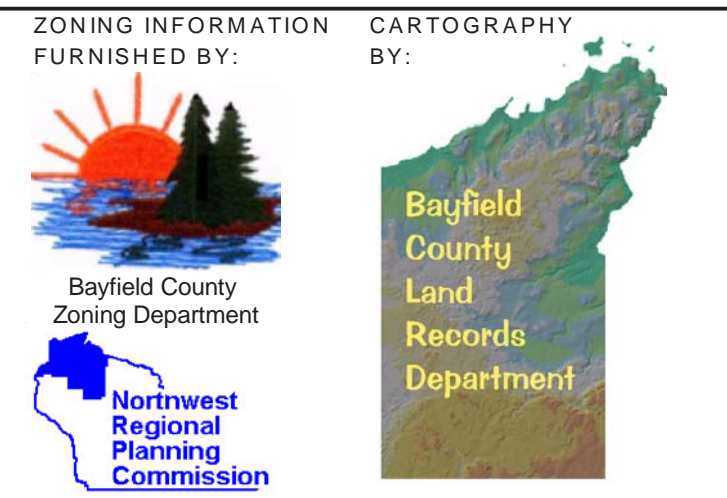 ZONING INFORMATION
FURNISHED BY:
Bayfield County
Zoning Department
Nortnwest
Regional
Planning
Commission
CARTOGRAPHY
BY:
Bayfield
County
Land
Records
Department